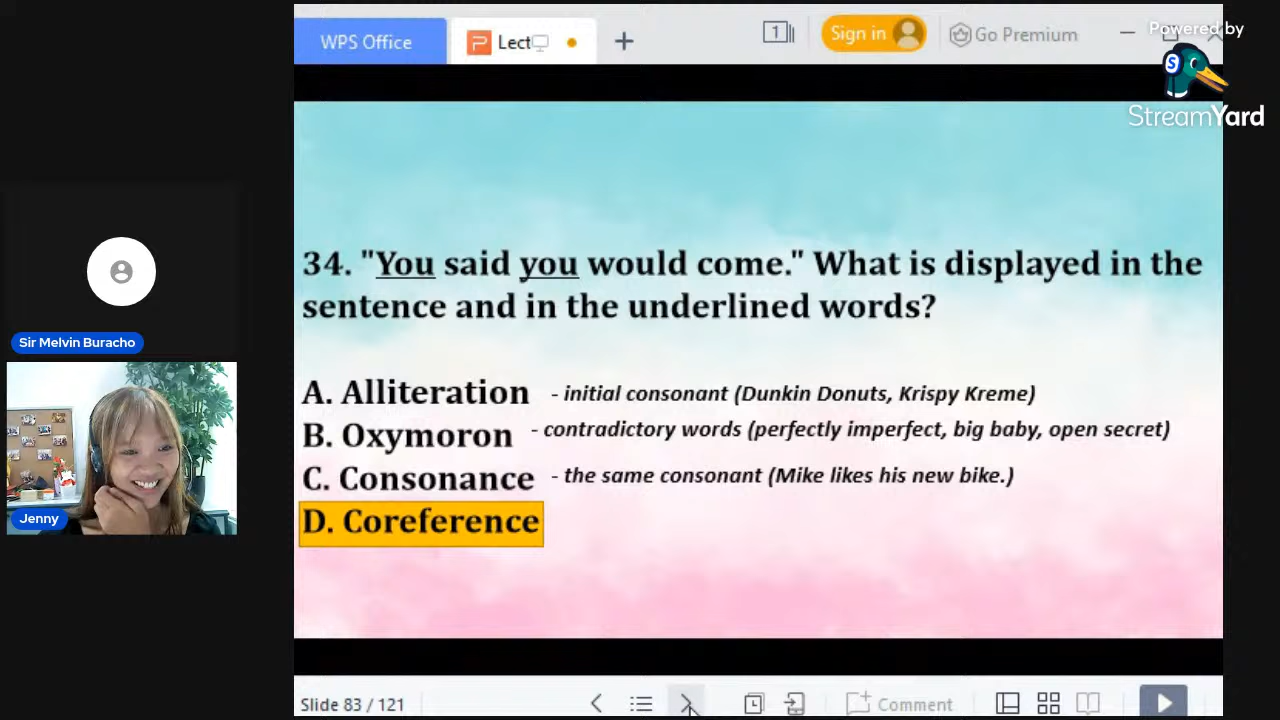 WPS Office
Lect
1
Sign in
Go Premium
Powered by
StreamYard
34. "You said you would come." What is displayed in the
sentence and in the underlined words?
A. Alliteration - initial consonant (Dunkin Donuts, Krispy Kreme)
B. Oxymoron - contradictory words (perfectly imperfect, big baby, open secret)
C. Consonance - the same consonant (Mike likes his new bike.)
D. Coreference
Sir Melvin Buracho
Jenny
Slide 83 / 121
Comment